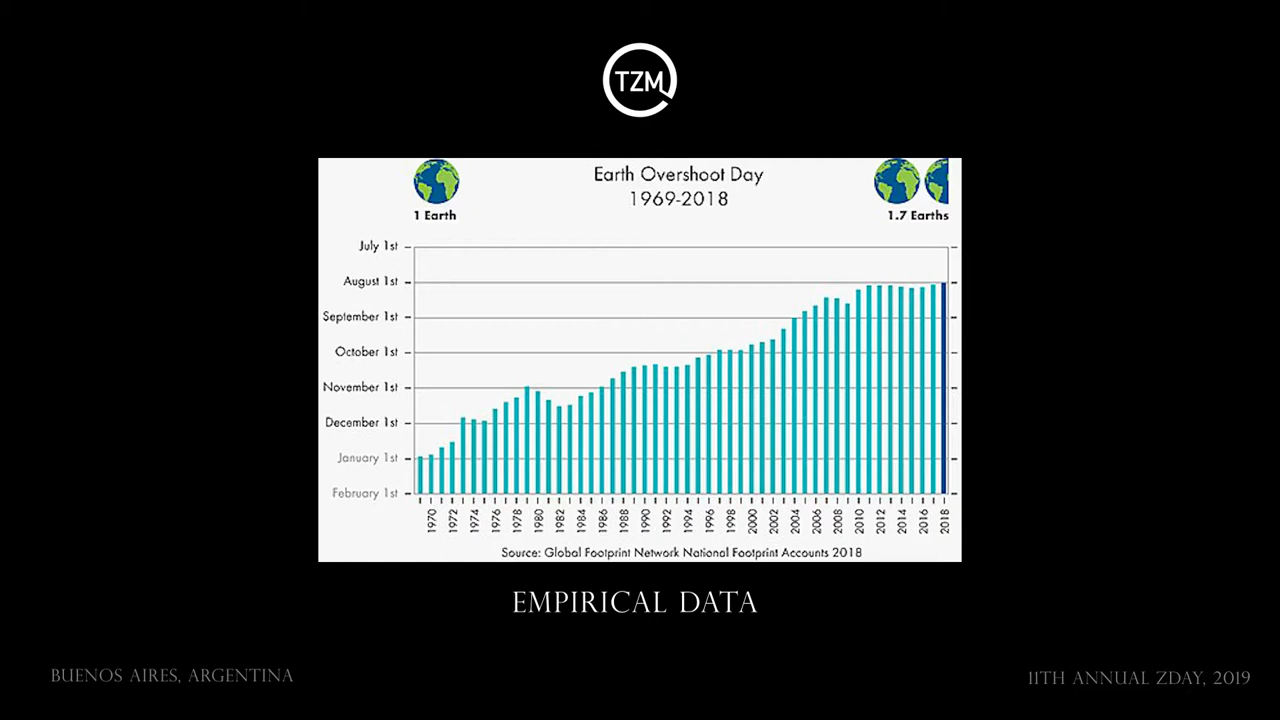 TZM
Earth Overshoot Day
1969-2018
1 Earth
1.7 Earths
July 1st
August 1st
September 1st
October 1st
November 1st
December 1st
January 1st
February 1st
1970 1972 1974 1976 1978 1980 1982 1984 1986 1988 1990 1992 1994 1996 1998 2000 2002 2004 2006 2008 2010 2012 2014 2016 2018
Source: Global Footprint Network National Footprint Accounts 2018
EMPIRICAL DATA
BUENOS AIRES, ARGENTINA
11TH ANNUAL ZDAY, 2019